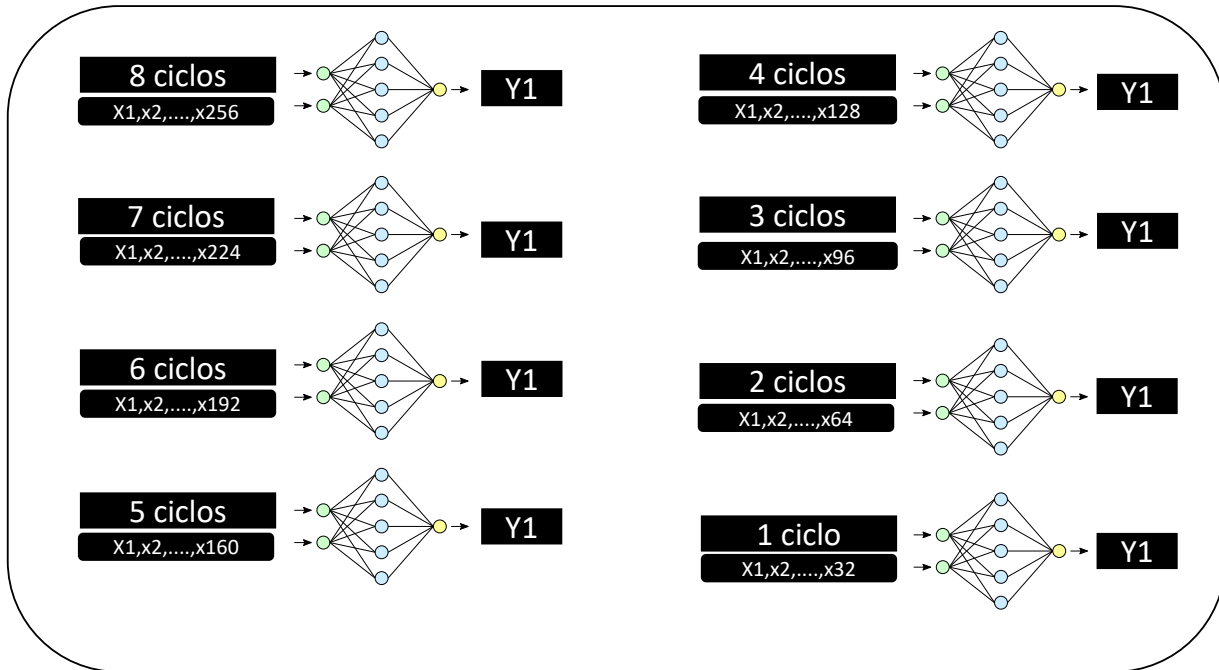 8 ciclos
X1,x2,....,x256
Y1
7 ciclos
X1,x2,....,x224
Y1
6 ciclos
X1,x2,....,x192
Y1
5 ciclos
X1,x2,....,x160
Y1
4 ciclos
X1,x2,....,x128
Y1
3 ciclos
X1,x2,....,x96
Y1
2 ciclos
X1,x2,....,x64
Y1
1 ciclo
X1,x2,....,x32
Y1